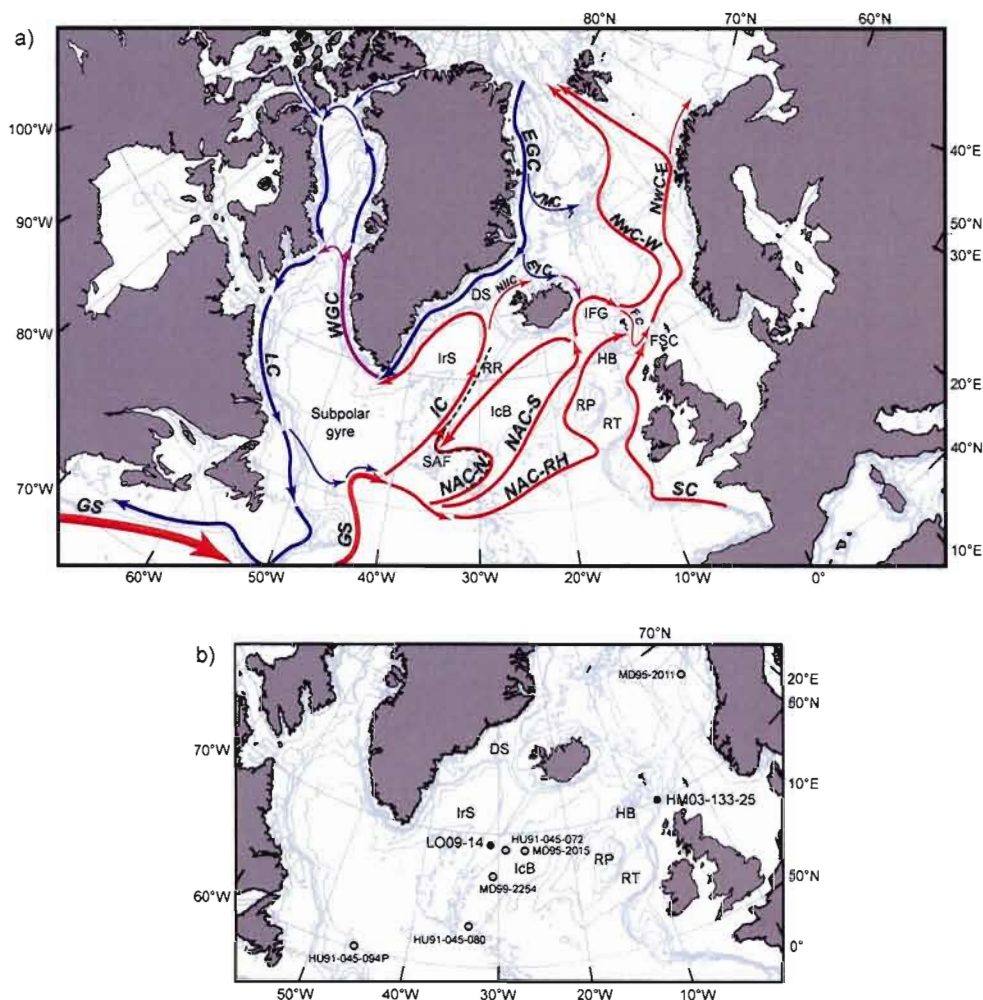 a)
80°N 70°N 60°N
100°W
90°W
80°W
70°W
40°E
50°N
30°E
20°E
40°N
10°E
60°W 50°W 40°W 30°W 20°W 10°W 0°
EGC
JMC
NwC-W
NwC-E
EIC
NIIC
DS
IFG
FC
FSC
WGC
LC
IrS
RR
HB
IC
IcB
NAC-S
RP
RT
Subpolar
gyre
SAF
NAC-N
NAC-RH
SC
GS
GS
b)
70°N
MD95-2011
20°E
60°N
70°W
DS
10°E
HM03-133-25
IrS
HB
LO09-14
HU91-045-072
MD95-2015
IcB
RP
RT
MD99-2254
50°N
60°W
HU91-045-080
HU91-045-094P
0°
50°W 40°W 30°W 20°W 10°W